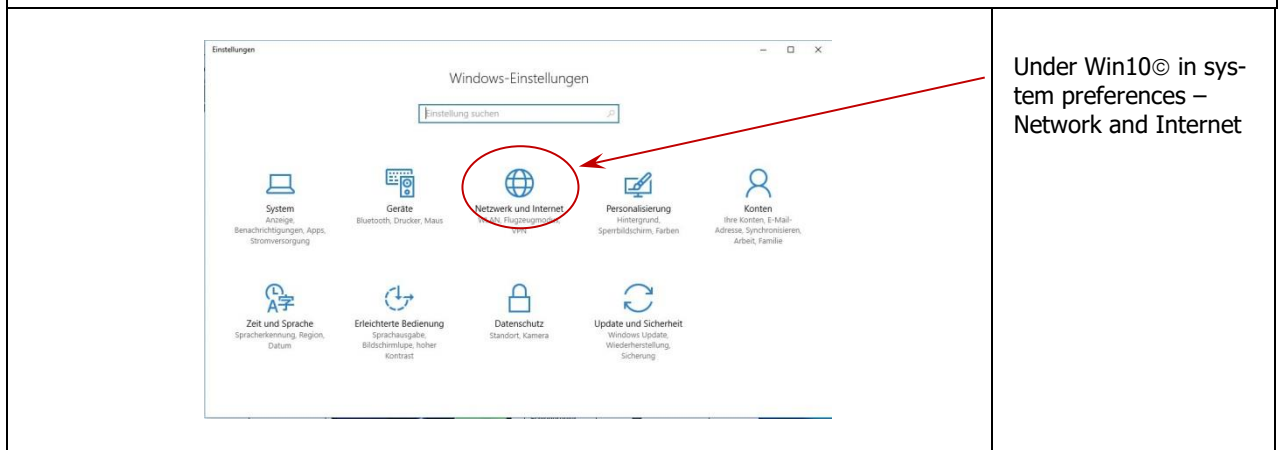 Einstellungen
Windows-Einstellungen
Einstellung suchen
System
Anzeige,
Benachrichtigungen, Apps,
Stromversorgung
Geräte
Bluetooth, Drucker, Maus
Netzwerk und Internet
WLAN, Flugzeugmodus,
VPN
Personalisierung
Hintergrund,
Sperrbildschirm, Farben
Konten
Ihre Konten, E-Mail-
Adresse, Synchronisieren,
Arbeit, Familie
Zeit und Sprache
Spracherkennung, Region,
Datum
Erleichterte Bedienung
Sprachausgabe,
Bildschirmlupe, hoher
Kontrast
Datenschutz
Standort, Kamera
Update und Sicherheit
Windows Update,
Wiederherstellung,
Sicherung
Under Win10© in sys-
tem preferences –
Network and Internet